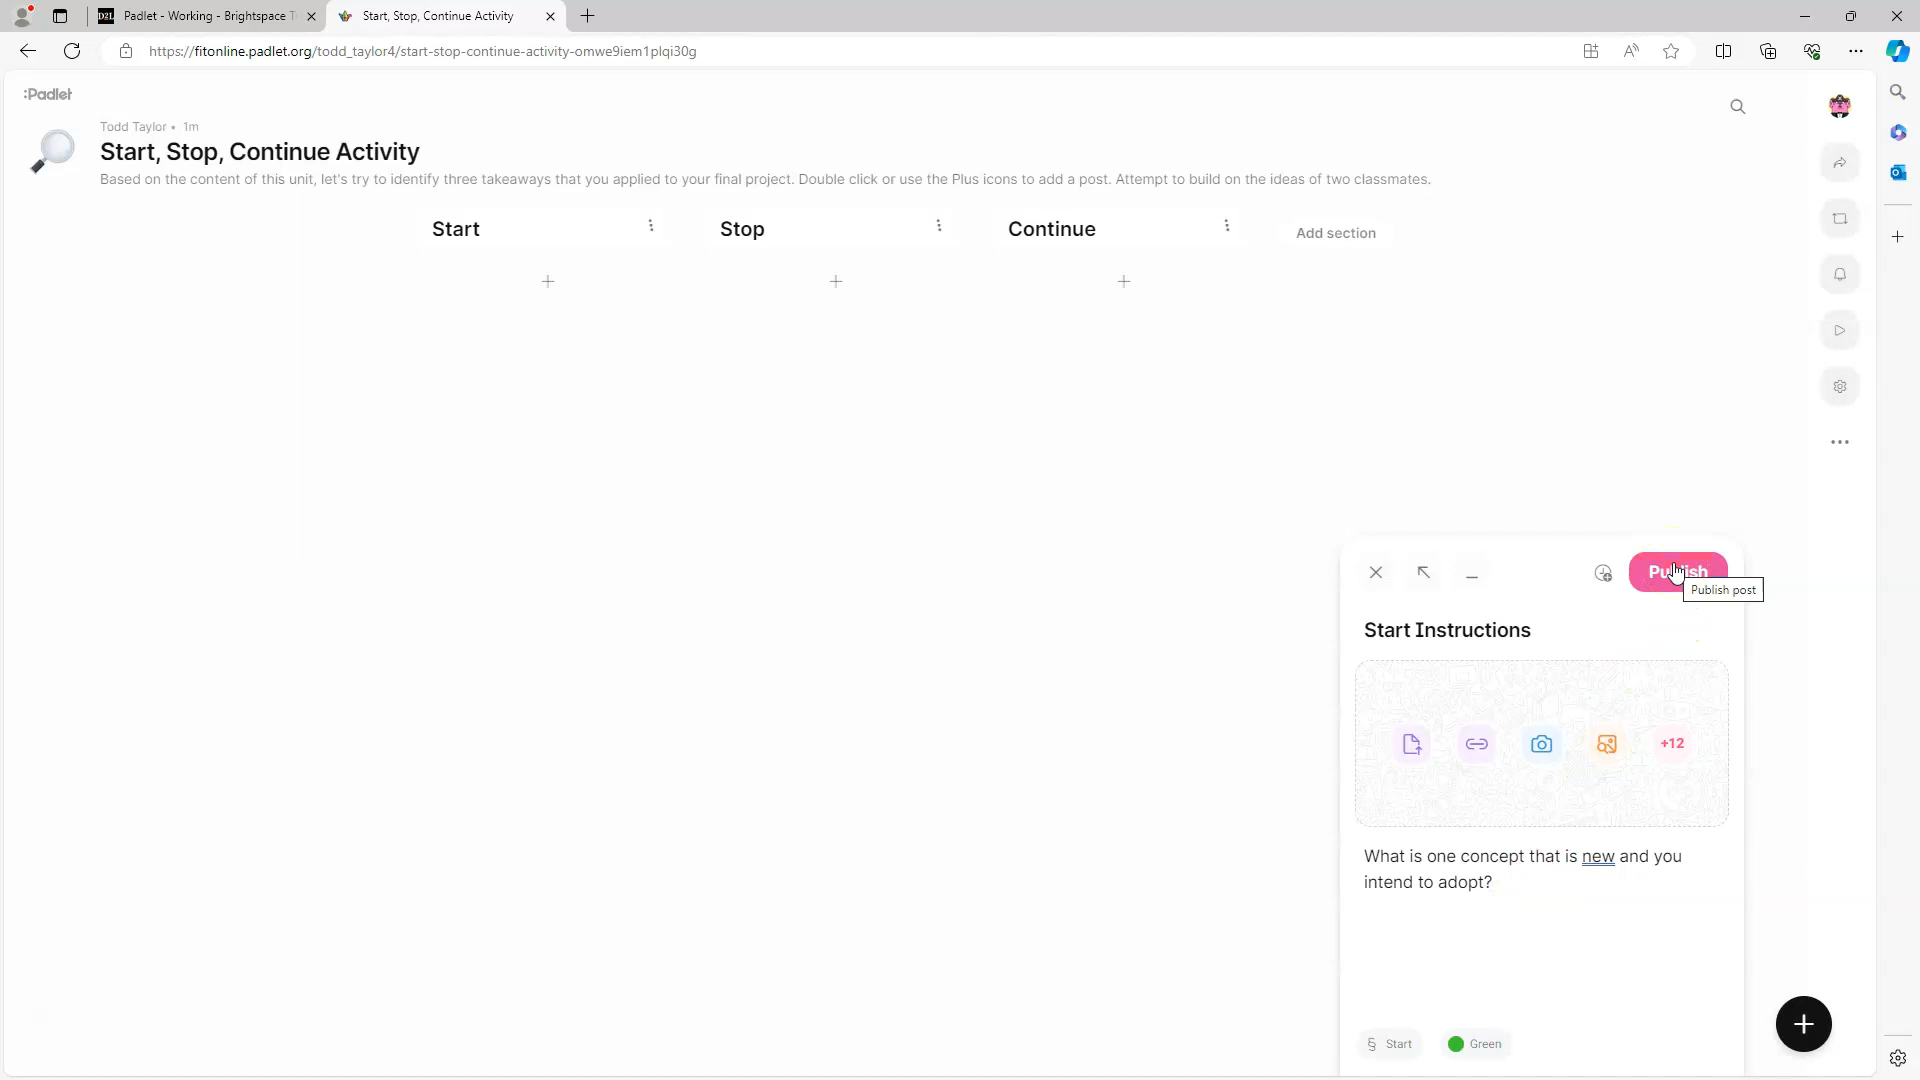 Padlet - Working - Brightspace
Start, Stop, Continue Activity
https://fitonline.padlet.org/todd_taylor4/start-stop-continue-activity-omwe9iem1plqi30g
:Padlet
Todd Taylor • 1m
Start, Stop, Continue Activity
Based on the content of this unit, let's try to identify three takeaways that you applied to your final project. Double click or use the Plus icons to add a post. Attempt to build on the ideas of two classmates.
Start
Stop
Continue
Add section
Publish
Publish post
Start Instructions
+12
What is one concept that is new and you
intend to adopt?
§ Start
Green